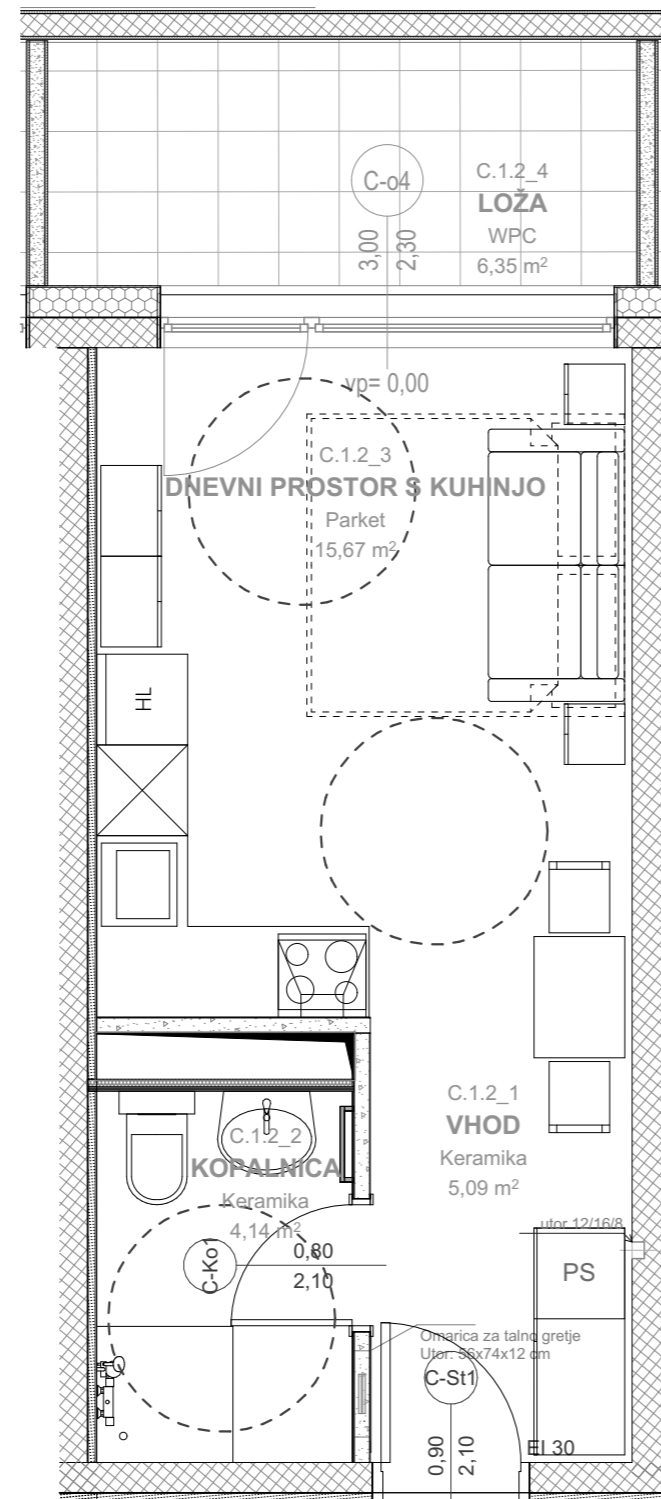 C-o4
3,00
2,30
C.1.2_4
LOŽA
WPC
6,35 m²
vp= 0,00
C.1.2_3
DNEVNI PROSTOR S KUHINJO
Parket
15,67 m²
HL
C.1.2_1
VHOD
Keramika
5,09 m²
C.1.2_2
KOPALNICA
Keramika
4,14 m²
C-Ko1
0,80
2,10
utor 12/16/8
PS
Omarica za talno gretje
Utor: 56x74x12 cm
C-St1
0,90
2,10
EI 30